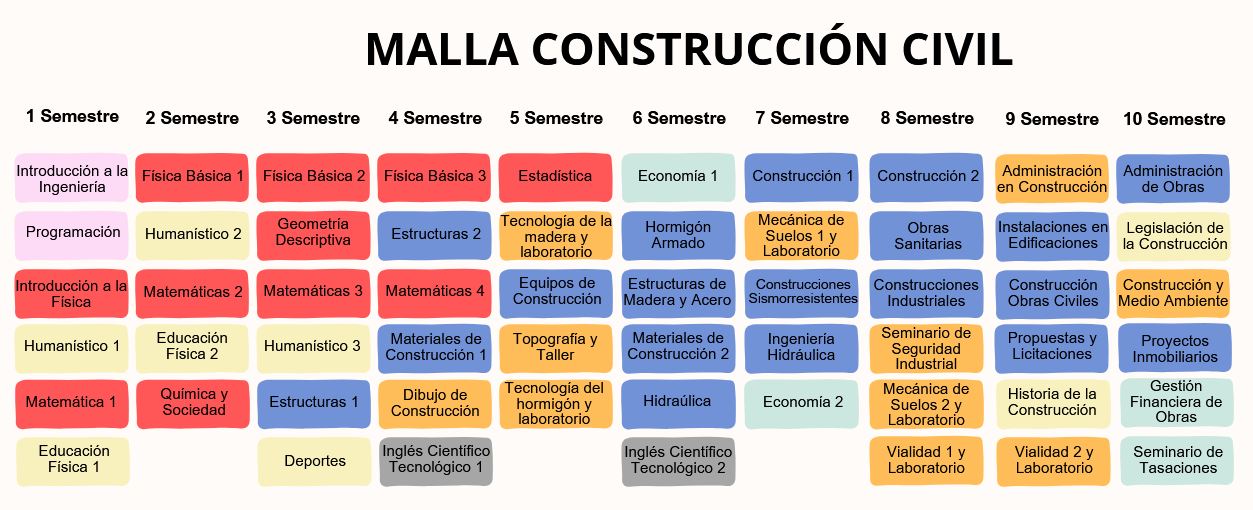 MALLA CONSTRUCCIÓN CIVIL
1 Semestre
2 Semestre
3 Semestre
4 Semestre
5 Semestre
6 Semestre
7 Semestre
8 Semestre
9 Semestre
10 Semestre
Introducción a la
Ingeniería
Física Básica 1
Física Básica 2
Física Básica 3
Estadística
Economía 1
Construcción 1
Construcción 2
Administración
en Construcción
Administración
de Obras
Programación
Humanístico 2
Geometría
Descriptiva
Estructuras 2
Tecnología de la
madera y
laboratorio
Hormigón
Armado
Mecánica de
Suelos 1 y
Laboratorio
Obras
Sanitarias
Instalaciones en
Edificaciones
Legislación de
la Construcción
Introducción a la
Física
Matemáticas 2
Matemáticas 3
Matemáticas 4
Equipos de
Construcción
Estructuras de
Madera y Acero
Construcciones
Sismorresistentes
Construcciones
Industriales
Construcción
Obras Civiles
Construcción y
Medio Ambiente
Humanístico 1
Educación
Física 2
Humanístico 3
Materiales de
Construcción 1
Topografía y
Taller
Materiales de
Construcción 2
Ingeniería
Hidráulica
Seminario de
Seguridad
Industrial
Propuestas y
Licitaciones
Proyectos
Inmobiliarios
Matemática 1
Química y
Sociedad
Estructuras 1
Dibujo de
Construcción
Tecnología del
hormigón y
laboratorio
Hidraúlica
Economía 2
Mecánica de
Suelos 2 y
Laboratorio
Historia de la
Construcción
Gestión
Financiera de
Obras
Educación
Física 1
Deportes
Inglés Científico
Tecnológico 1
Inglés Científico
Tecnológico 2
Vialidad 1 y
Laboratorio
Vialidad 2 y
Laboratorio
Seminario de
Tasaciones